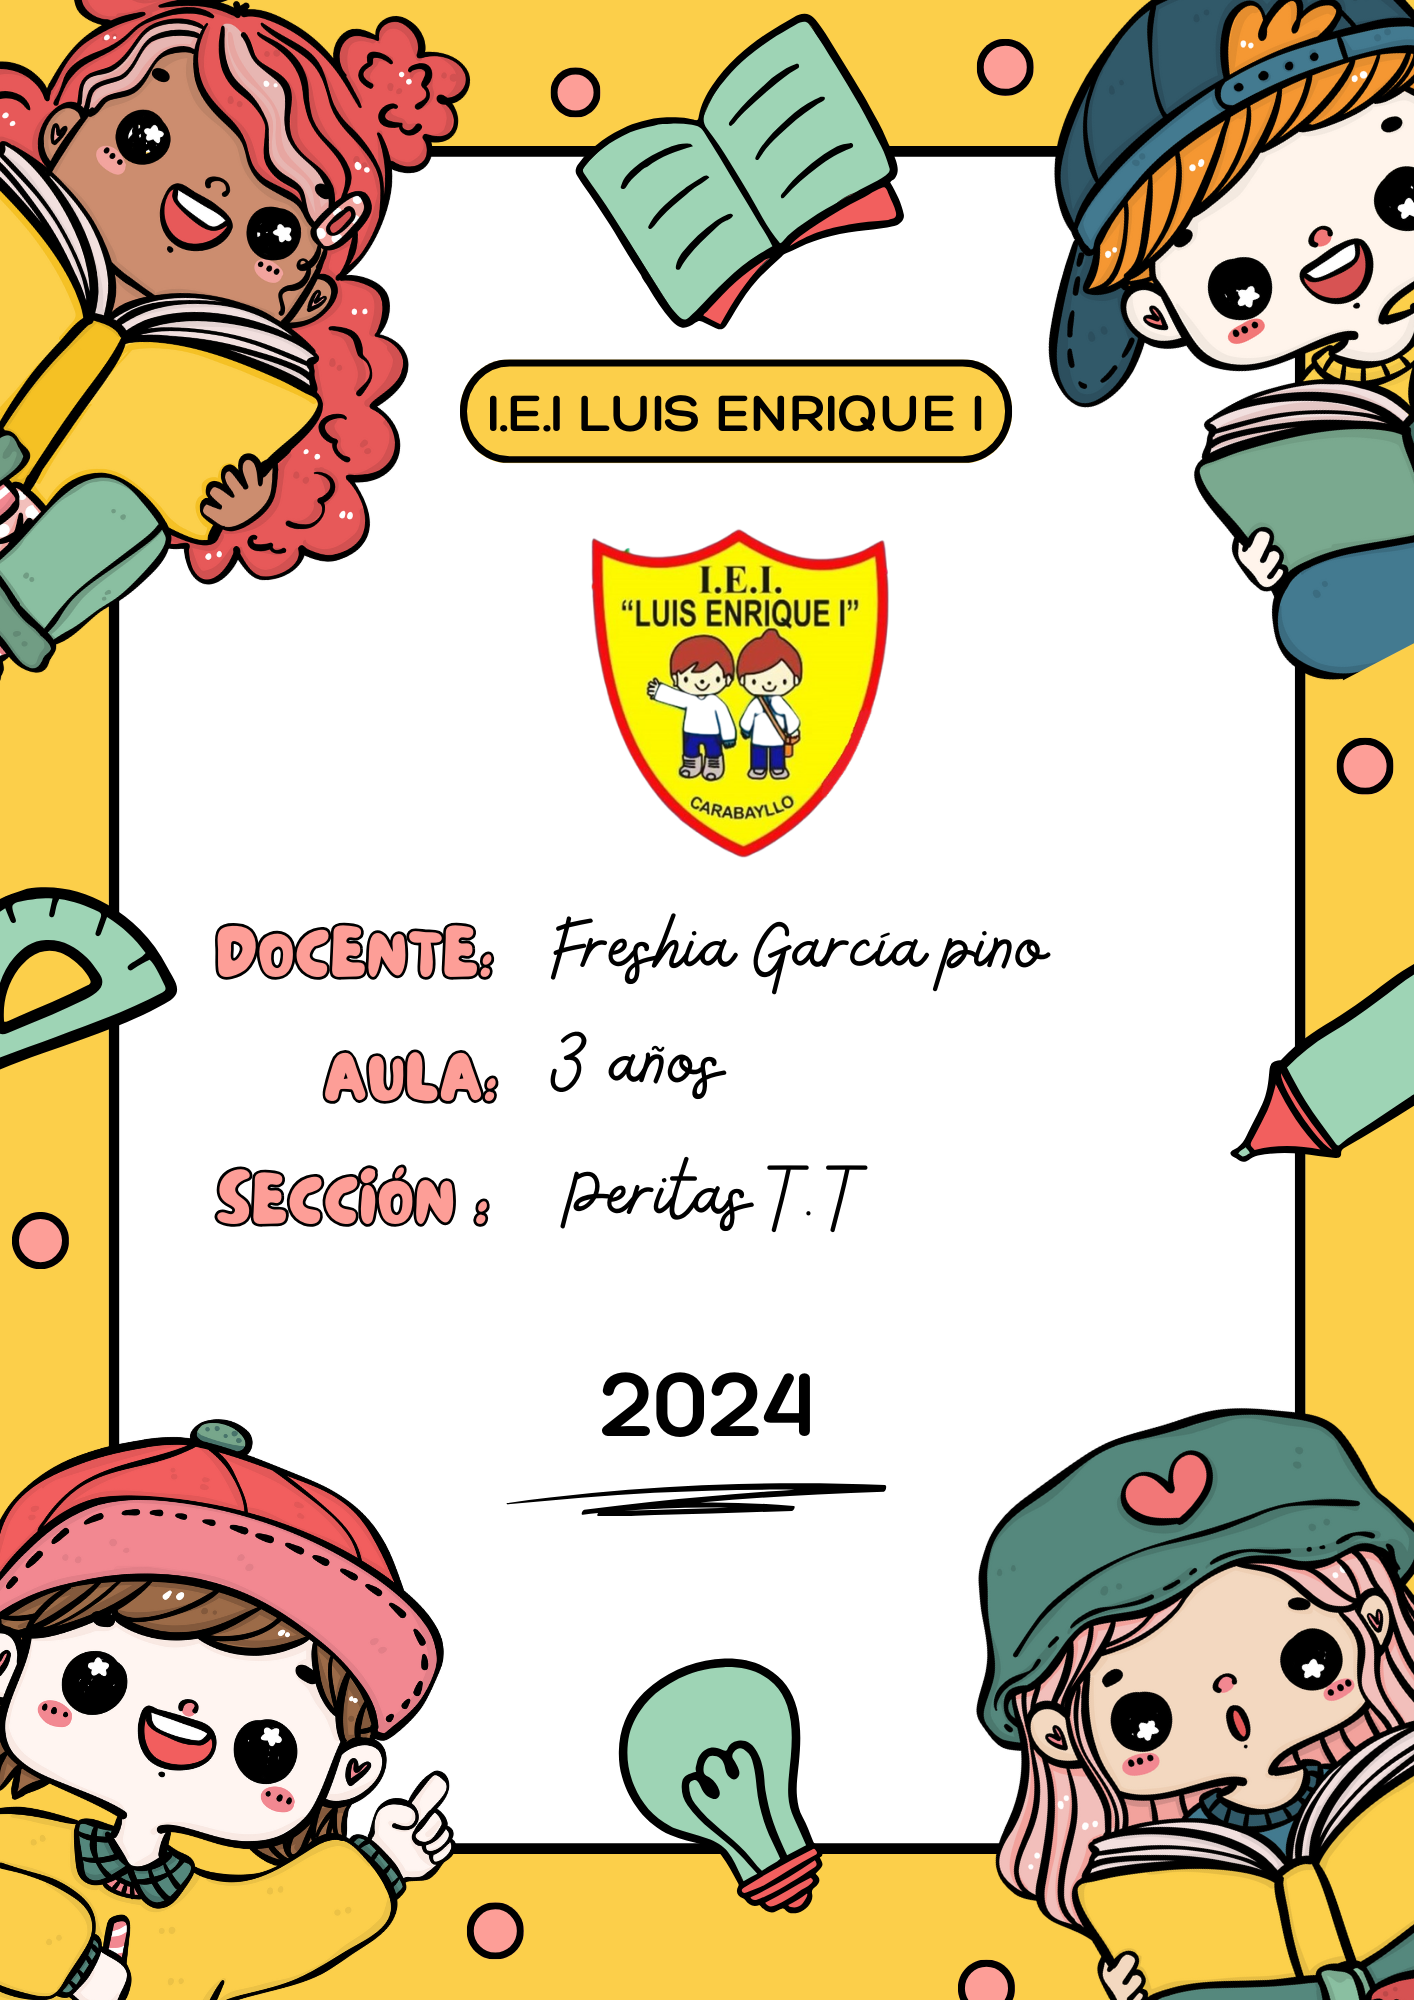 I.E.I LUIS ENRIQUE I
I.E.I.
“LUIS ENRIQUE I”
CARABAYLLO
DOCENTE: Freshia García pino
AULA: 3 años
SECCIÓN : peritas T.T
2024